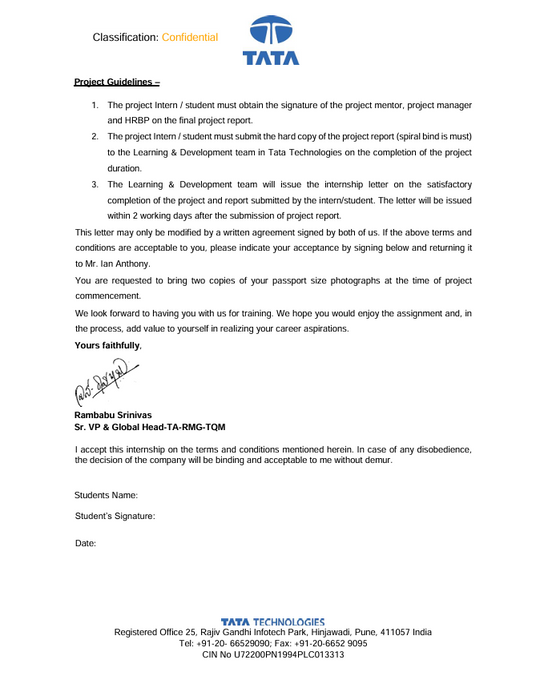 Classification: Confidential
TATA
Project Guidelines –
1. The project Intern / student must obtain the signature of the project mentor, project manager
and HRBP on the final project report.
2. The project Intern / student must submit the hard copy of the project report (spiral bind is must)
to the Learning & Development team in Tata Technologies on the completion of the project
duration.
3. The Learning & Development team will issue the internship letter on the satisfactory
completion of the project and report submitted by the intern/student. The letter will be issued
within 2 working days after the submission of project report.
This letter may only be modified by a written agreement signed by both of us. If the above terms and
conditions are acceptable to you, please indicate your acceptance by signing below and returning it
to Mr. Ian Anthony.
You are requested to bring two copies of your passport size photographs at the time of project
commencement.
We look forward to having you with us for training. We hope you would enjoy the assignment and, in
the process, add value to yourself in realizing your career aspirations.
Yours faithfully,
Rambabu Srinivas
Sr. VP & Global Head-TA-RMG-TQM
I accept this internship on the terms and conditions mentioned herein. In case of any disobedience,
the decision of the company will be binding and acceptable to me without demur.
Students Name:
Student's Signature:
Date:
TATA TECHNOLOGIES
Registered Office 25, Rajiv Gandhi Infotech Park, Hinjawadi, Pune, 411057 India
Tel: +91-20- 66529090; Fax: +91-20-6652 9095
CIN No U72200PN1994PLC013313